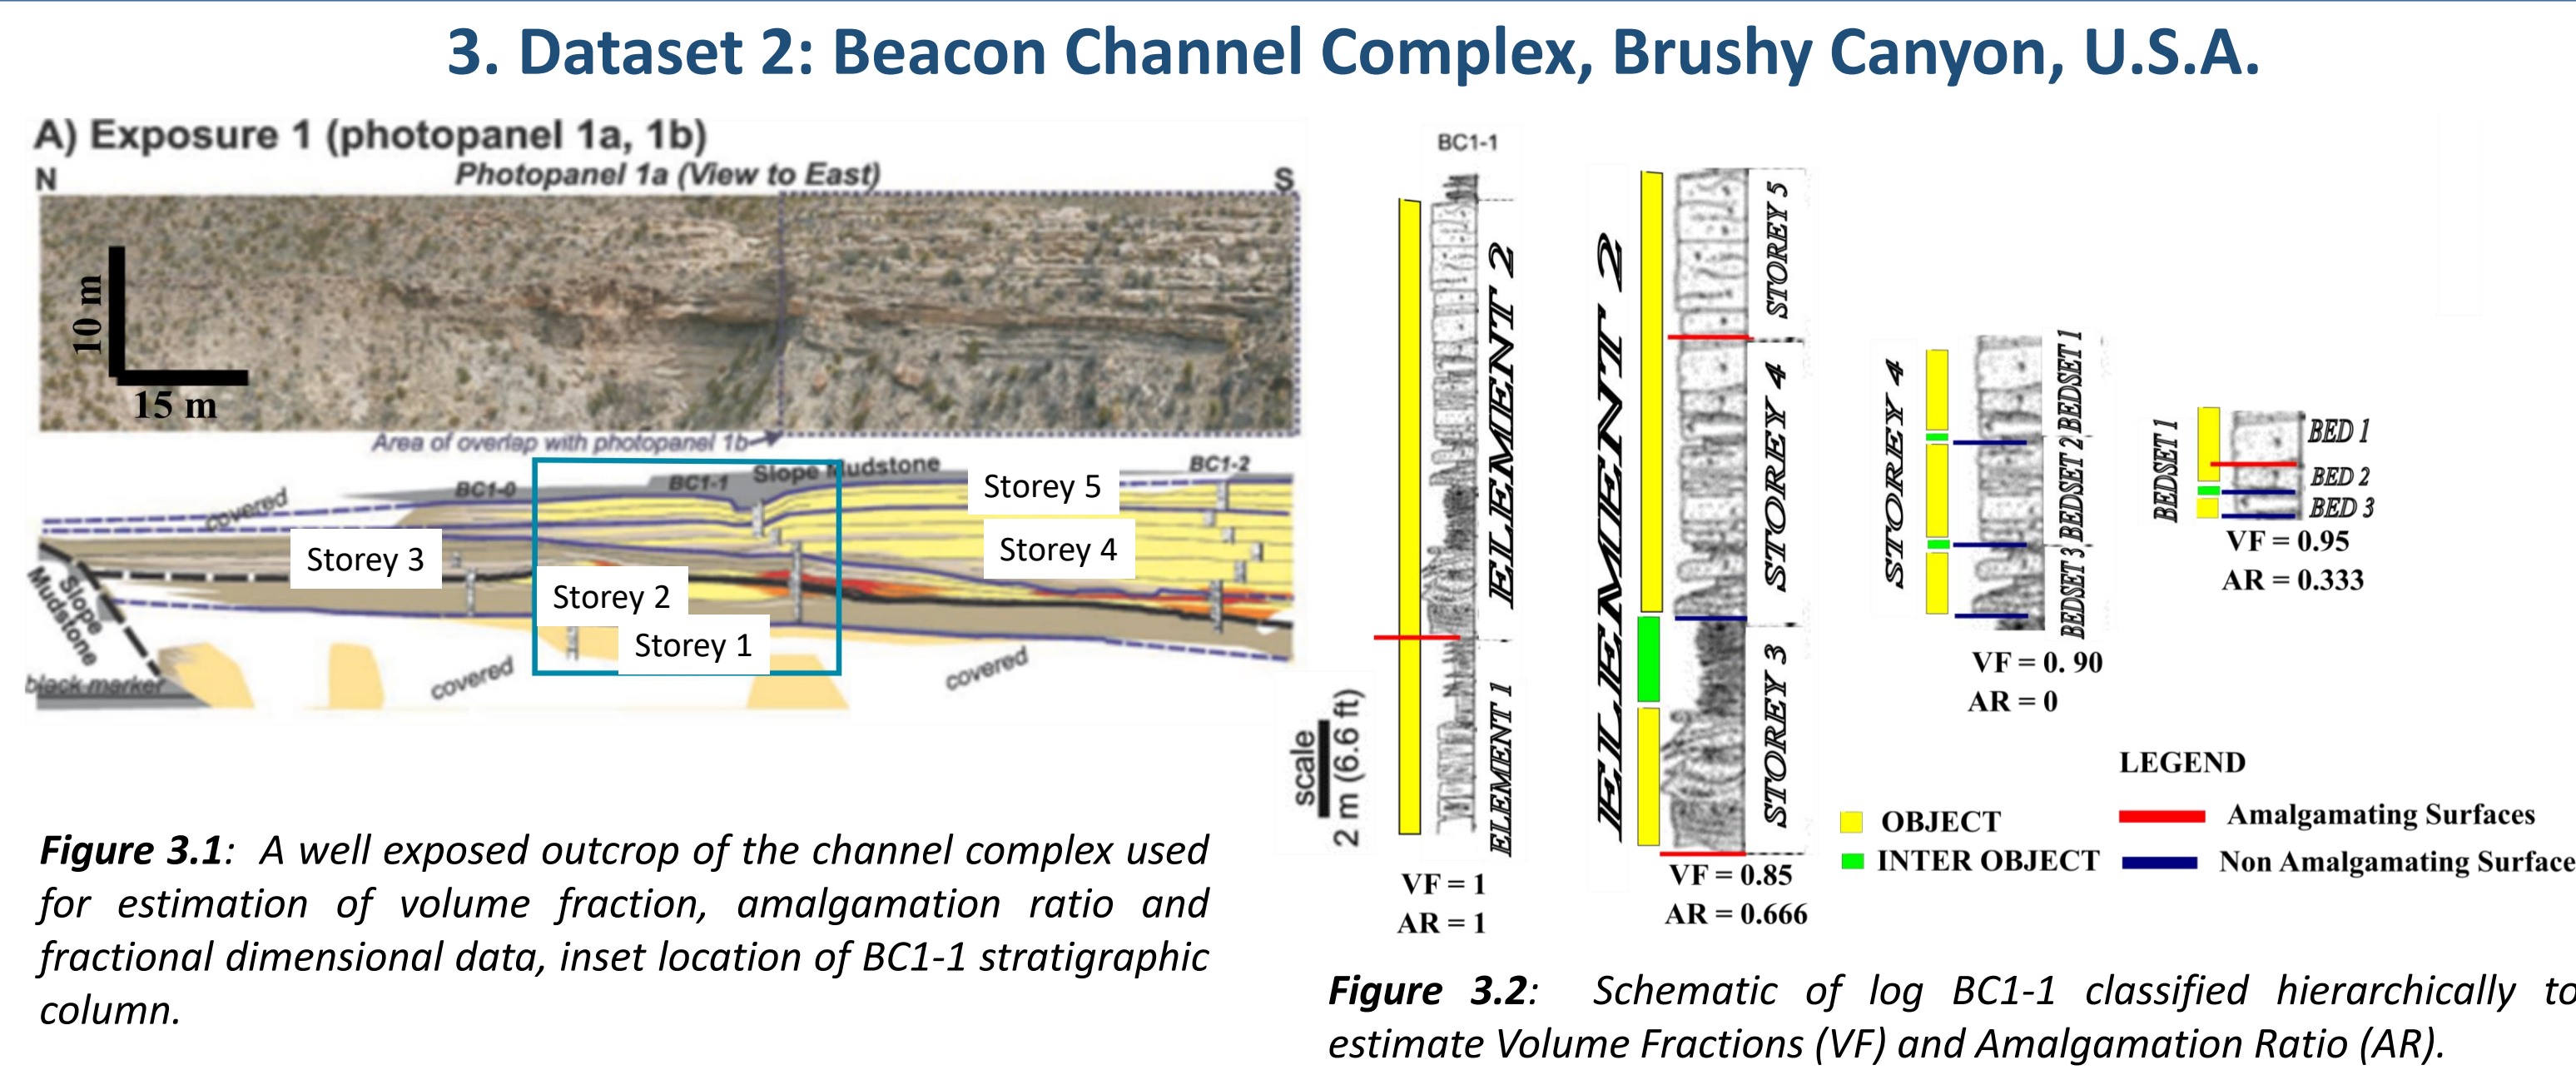 3. Dataset 2: Beacon Channel Complex, Brushy Canyon, U.S.A.
A) Exposure 1 (photopanel 1a, 1b)
Photopanel 1a (View to East)
N
S
10 m
15 m
Area of overlap with photopanel 1b
covered
BC1-0
BC1-1
Slope Mudstone
BC1-2
Storey 5
Storey 4
Storey 3
Storey 2
Storey 1
Slope
Mudstone
black marker
covered
covered
Figure 3.1: A well exposed outcrop of the channel complex used
for estimation of volume fraction, amalgamation ratio and
fractional dimensional data, inset location of BC1-1 stratigraphic
column.
BC1-1
ELEMENT 2
ELEMENT 1
scale
2 m (6.6 ft)
VF = 1
AR = 1
ELEMENT 2
STOREY 5
STOREY 4
STOREY 3
VF = 0.85
AR = 0.666
STOREY 4
BEDSET 1
BEDSET 2
BEDSET 3
VF = 0. 90
AR = 0
BEDSET 1
BED 1
BED 2
BED 3
VF = 0.95
AR = 0.333
LEGEND
OBJECT
INTER OBJECT
Amalgamating Surfaces
Non Amalgamating Surface
Figure 3.2: Schematic of log BC1-1 classified hierarchically to
estimate Volume Fractions (VF) and Amalgamation Ratio (AR).